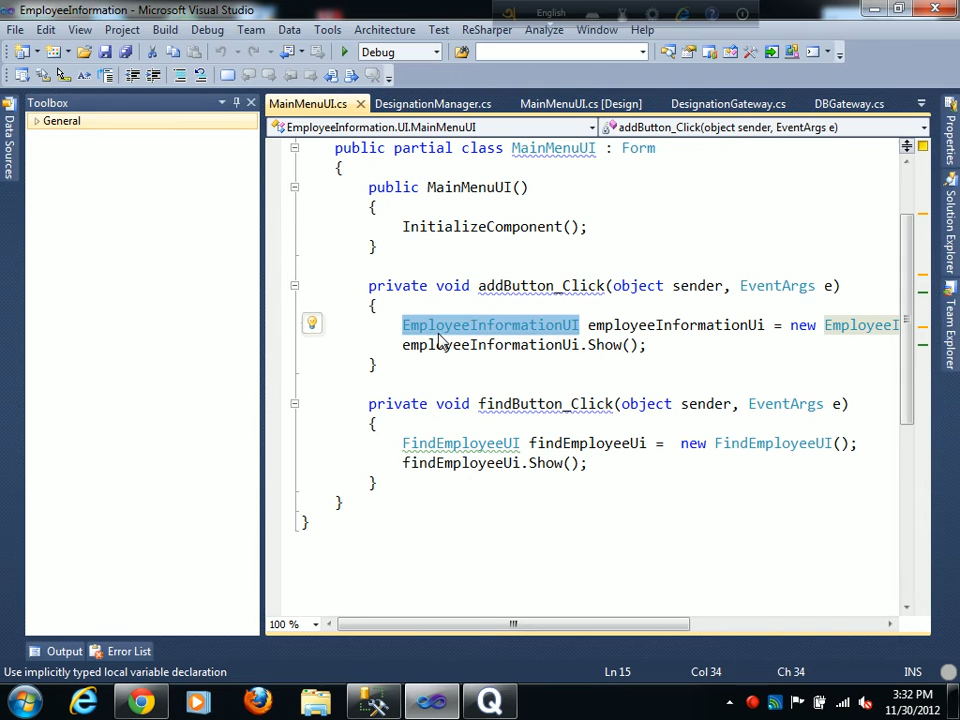 EmployeeInformation - Microsoft Visual Studio
English
File Edit View Project Build Debug Team Data Tools Architecture Test ReSharper Analyze Window Help
Debug
Toolbox
General
Data Sources
MainMenuUI.cs DesignationManager.cs MainMenuUI.cs [Design] DesignationGateway.cs DBGateway.cs
EmployeeInformation.UI.MainMenuUI addButton_Click(object sender, EventArgs e)
public partial class MainMenuUI : Form
{
public MainMenuUI()
{
InitializeComponent();
}
private void addButton_Click(object sender, EventArgs e)
{
EmployeeInformationUI employeeInformationUi = new EmployeeI
employeeInformationUi.Show();
}
private void findButton_Click(object sender, EventArgs e)
{
FindEmployeeUI findEmployeeUi =  new FindEmployeeUI();
findEmployeeUi.Show();
}
}
}
100 %
Properties
Solution Explorer
Team Explorer
Output Error List
Use implicitly typed local variable declaration Ln 15 Col 34 Ch 34 INS
3:32 PM
11/30/2012